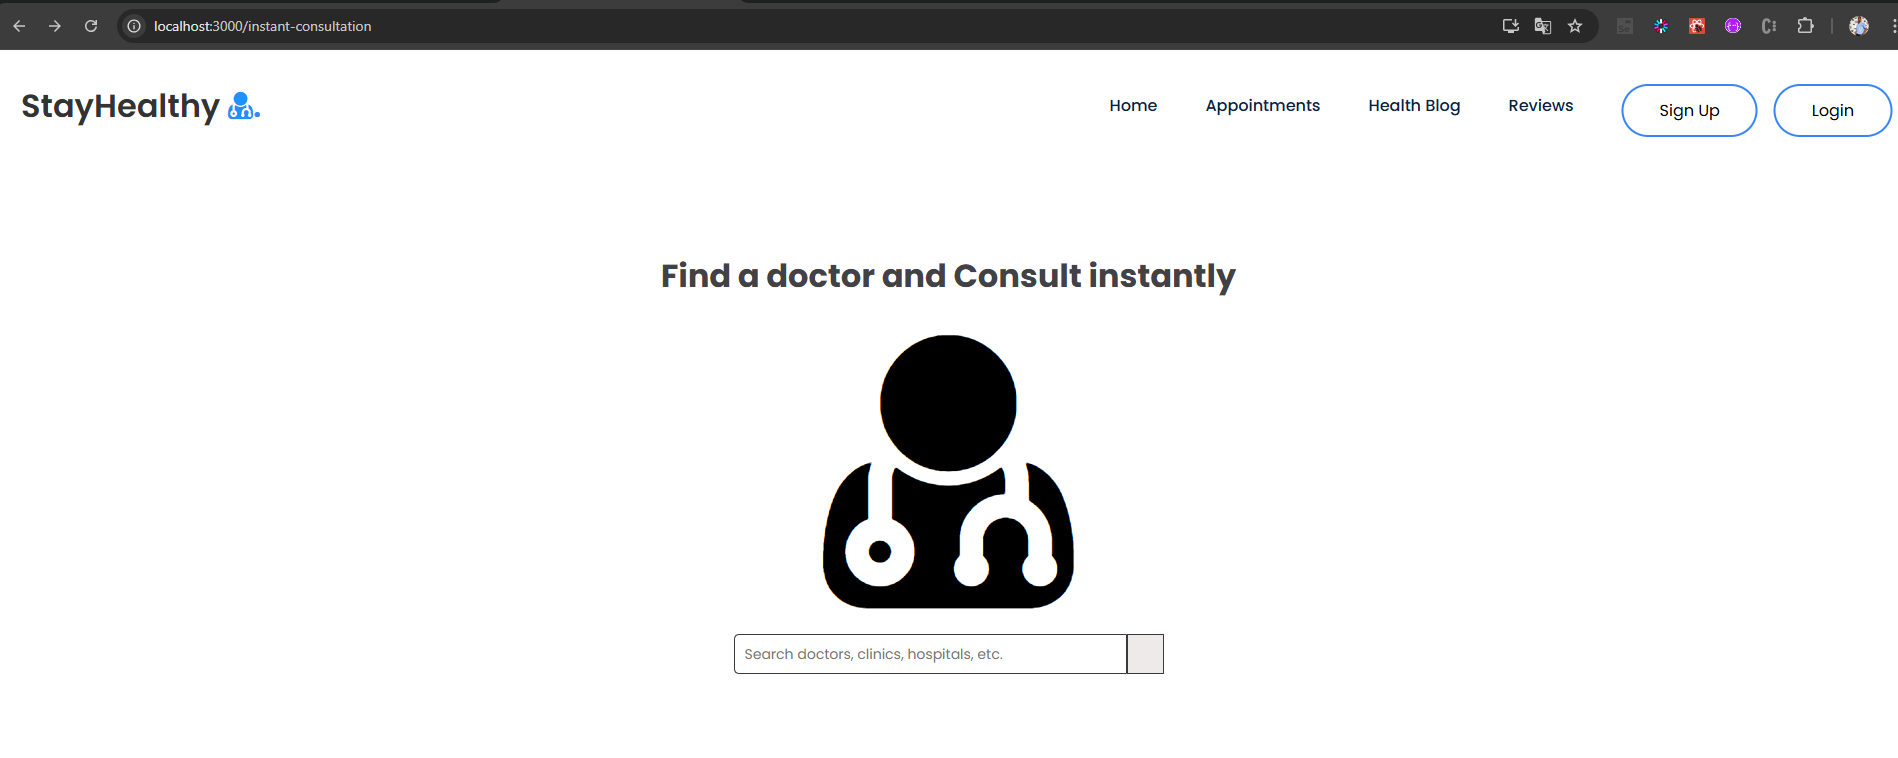 localhost:3000/instant-consultation
StayHealthy
Home Appointments Health Blog Reviews Sign Up Login
Find a doctor and Consult instantly
Search doctors, clinics, hospitals, etc.